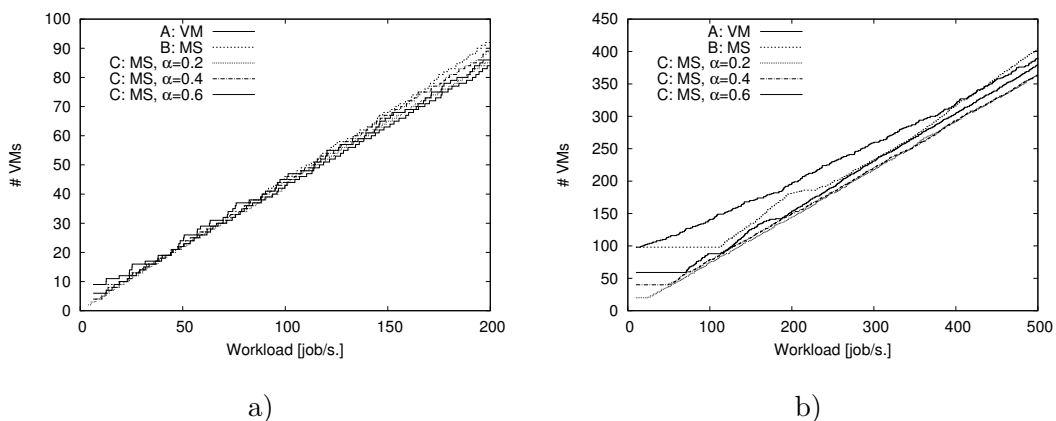 100
90
80
70
60
50
40
30
20
10
0
# VMs
A: VM
B: MS
C: MS, α=0.2
C: MS, α=0.4
C: MS, α=0.6
0 50 100 150 200
Workload [job/s.]
a)
450
400
350
300
250
200
150
100
50
0
# VMs
A: VM
B: MS
C: MS, α=0.2
C: MS, α=0.4
C: MS, α=0.6
0 100 200 300 400 500
Workload [job/s.]
b)